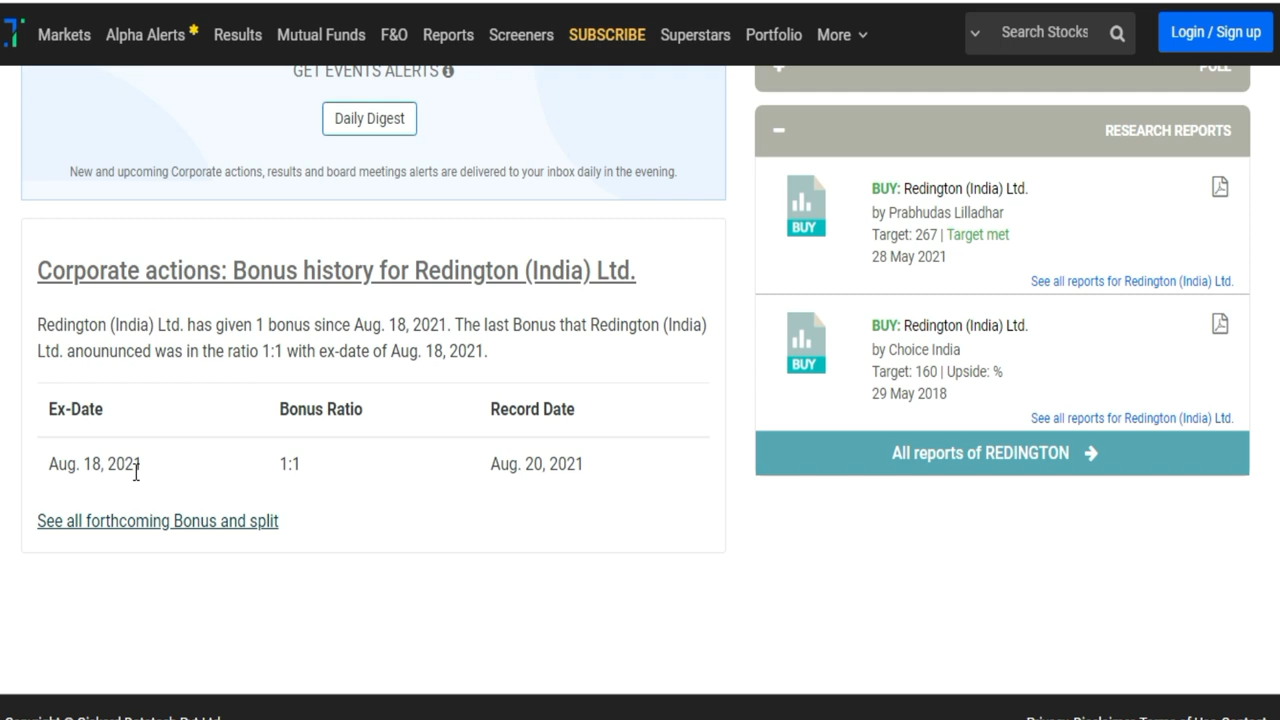 Markets Alpha Alerts Results Mutual Funds F&O Reports Screeners SUBSCRIBE Superstars Portfolio More Search Stocks Login / Sign up
GET EVENTS ALERTS
Daily Digest
New and upcoming Corporate actions, results and board meetings alerts are delivered to your inbox daily in the evening.
Corporate actions: Bonus history for Redington (India) Ltd.
Redington (India) Ltd. has given 1 bonus since Aug. 18, 2021. The last Bonus that Redington (India)
Ltd. anoununced was in the ratio 1:1 with ex-date of Aug. 18, 2021.
Ex-Date Bonus Ratio Record Date
Aug. 18, 2021 1:1 Aug. 20, 2021
See all forthcoming Bonus and split
RESEARCH REPORTS
BUY
BUY: Redington (India) Ltd.
by Prabhudas Lilladhar
Target: 267 | Target met
28 May 2021
See all reports for Redington (India) Ltd.
BUY
BUY: Redington (India) Ltd.
by Choice India
Target: 160 | Upside: %
29 May 2018
See all reports for Redington (India) Ltd.
All reports of REDINGTON